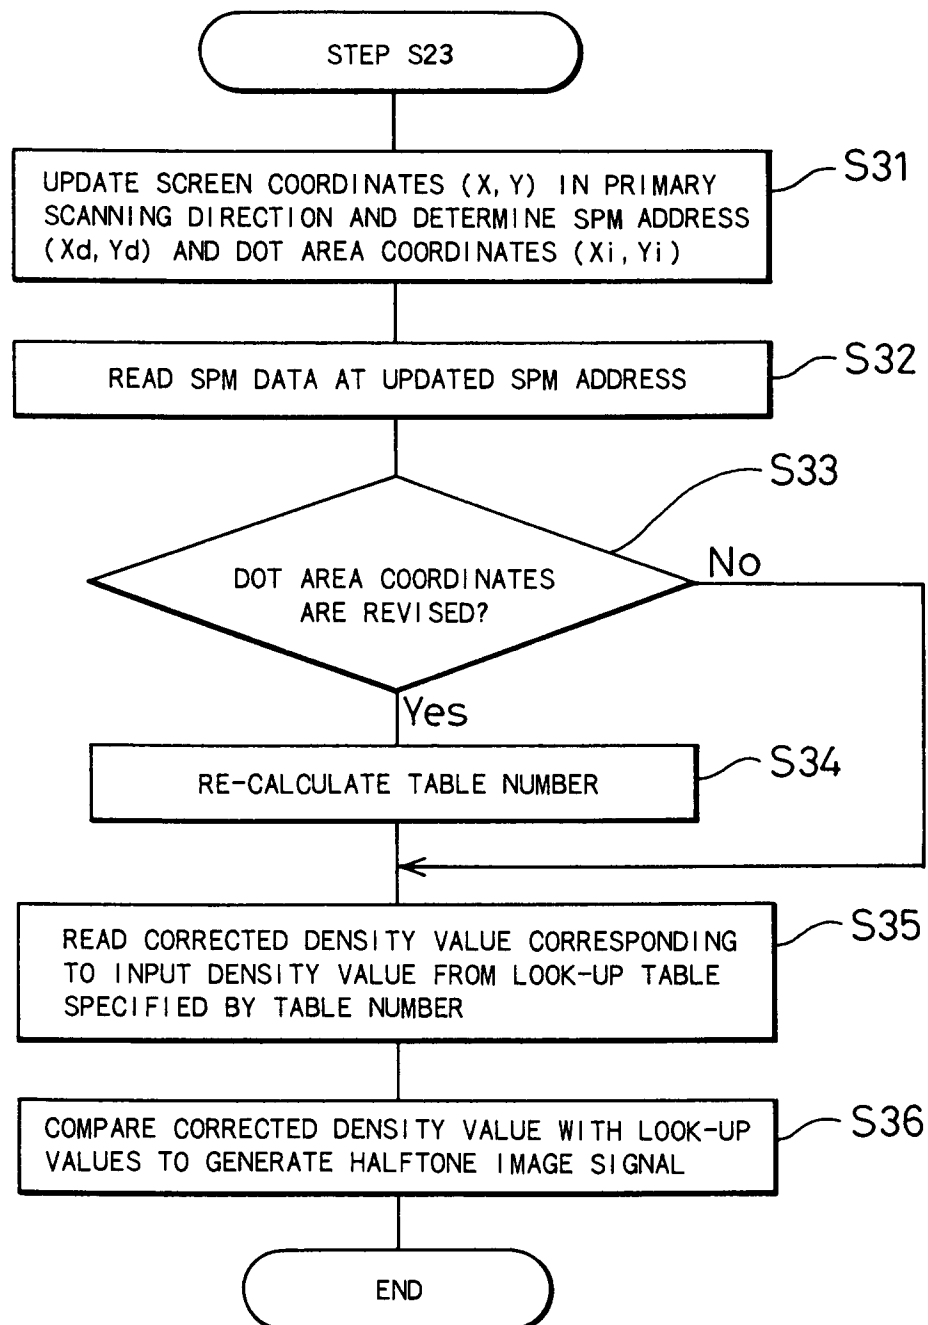 STEP S23
S31
UPDATE SCREEN COORDINATES (X, Y) IN PRIMARY
SCANNING DIRECTION AND DETERMINE SPM ADDRESS
(Xd, Yd) AND DOT AREA COORDINATES (Xi, Yi)
S32
READ SPM DATA AT UPDATED SPM ADDRESS
S33
DOT AREA COORDINATES
ARE REVISED?
No
Yes
S34
RE-CALCULATE TABLE NUMBER
S35
READ CORRECTED DENSITY VALUE CORRESPONDING
TO INPUT DENSITY VALUE FROM LOOK-UP TABLE
SPECIFIED BY TABLE NUMBER
S36
COMPARE CORRECTED DENSITY VALUE WITH LOOK-UP
VALUES TO GENERATE HALFTONE IMAGE SIGNAL
END